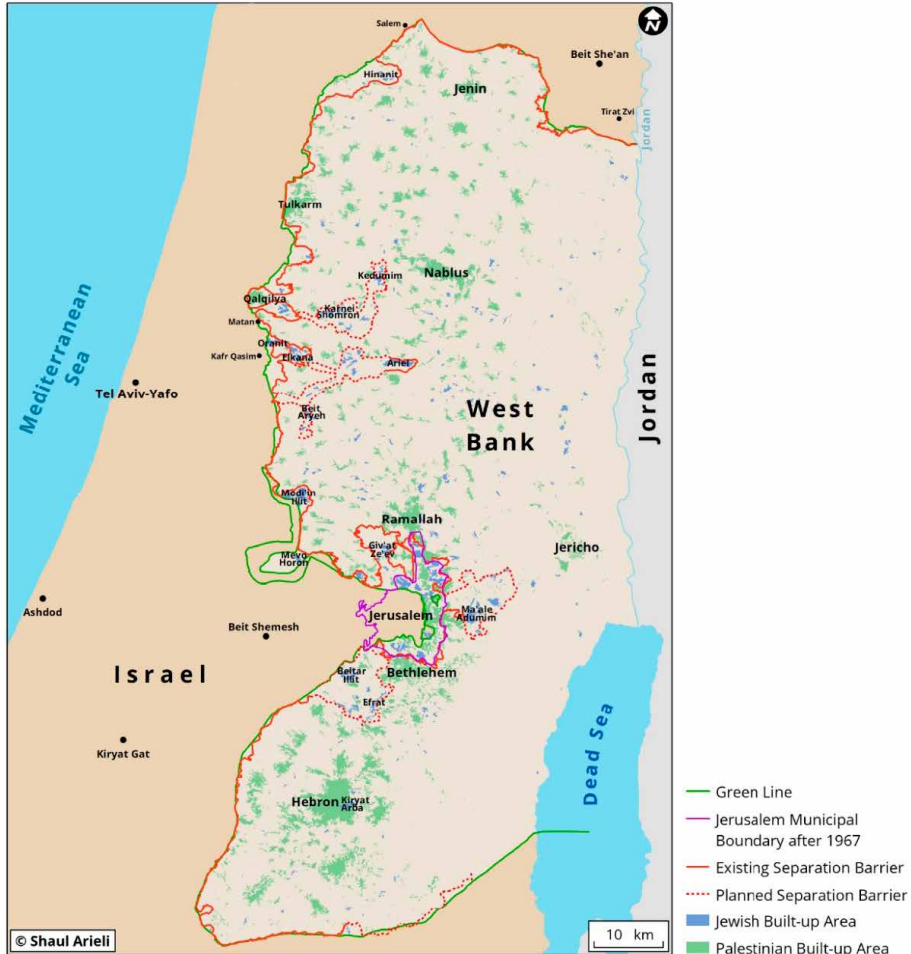 N
Salem
Beit She'an
Hinanit
Jenin
Tirat Zvi
Jordan
Tulkarm
Kedumim
Nablus
Qalqilya
Karnei
Shomron
Matan
Oranit
Kafr Qasim
Elkana
Ariel
Mediterranean
Sea
Tel Aviv-Yafo
Beit
Aryeh
West
Bank
Jordan
Modi'in
Illit
Ramallah
Giv'at
Ze'ev
Jericho
Mevo
Horon
Ashdod
Jerusalem
Ma'ale
Adumim
Beit Shemesh
Israel
Beitar
Illit
Bethlehem
Efrat
Dead Sea
Kiryat Gat
Hebron
Kiryat
Arba
Green Line
Jerusalem Municipal
Boundary after 1967
Existing Separation Barrier
Planned Separation Barrier
Jewish Built-up Area
Palestinian Built-up Area
10 km
© Shaul Arieli